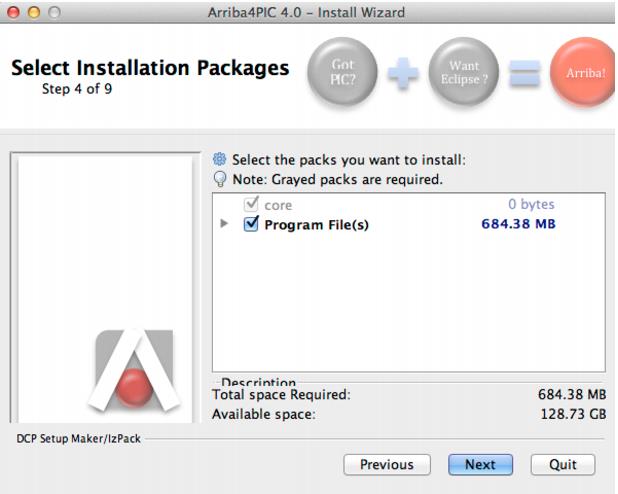 Arriba4PIC 4.0 – Install Wizard
Select Installation Packages
Step 4 of 9
Got
PIC?
Want
Eclipse ?
Arriba!
Select the packs you want to install:
Note: Grayed packs are required.
core 0 bytes
Program File(s) 684.38 MB
Description
Total space Required: 684.38 MB
Available space: 128.73 GB
DCP Setup Maker/IzPack
Previous Next Quit